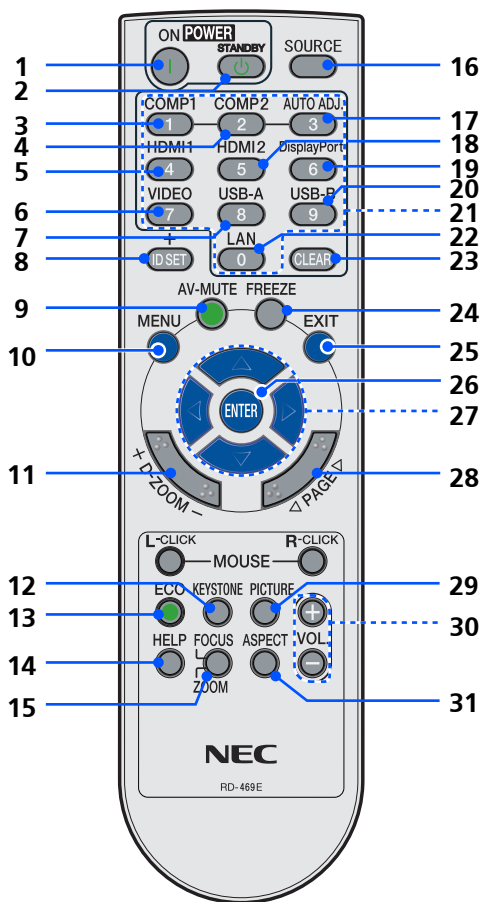 ON POWER
STANDBY
SOURCE
1
2
16
COMP1 COMP2 AUTO ADJ.
1 2 3
3
4
17
18
HDMI1 HDMI2 DisplayPort
4 5 6
5
19
20
VIDEO USB-A USB-B
7 8 9
6
7
21
22
+ LAN
ID SET 0 CLEAR
8
23
AV-MUTE FREEZE
9
24
MENU EXIT
10
25
26
ENTER
27
11
+ D-ZOOM −
◁ PAGE ▷
28
L-CLICK MOUSE R-CLICK
12
29
ECO KEYSTONE PICTURE
+
13
30
HELP FOCUS ASPECT VOL.
−
14
ZOOM
15
31
NEC
RD-469E